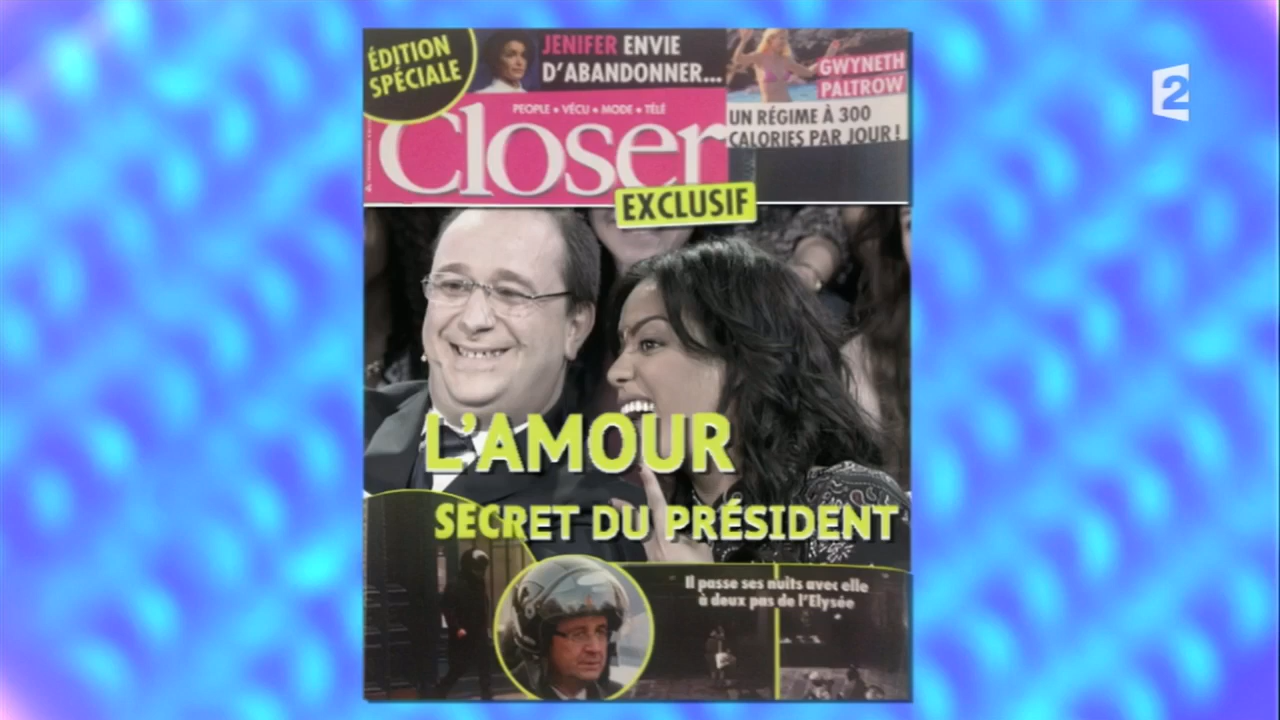 ÉDITION
SPÉCIALE
JENIFER ENVIE
D'ABANDONNER...
GWYNETH
PALTROW
UN RÉGIME À 300
CALORIES PAR JOUR !
PEOPLE • VÉCU • MODE • TÉLÉ
Closer
EXCLUSIF
2
L'AMOUR
SECRET DU PRÉSIDENT
Il passe ses nuits avec elle
à deux pas de l'Elysée